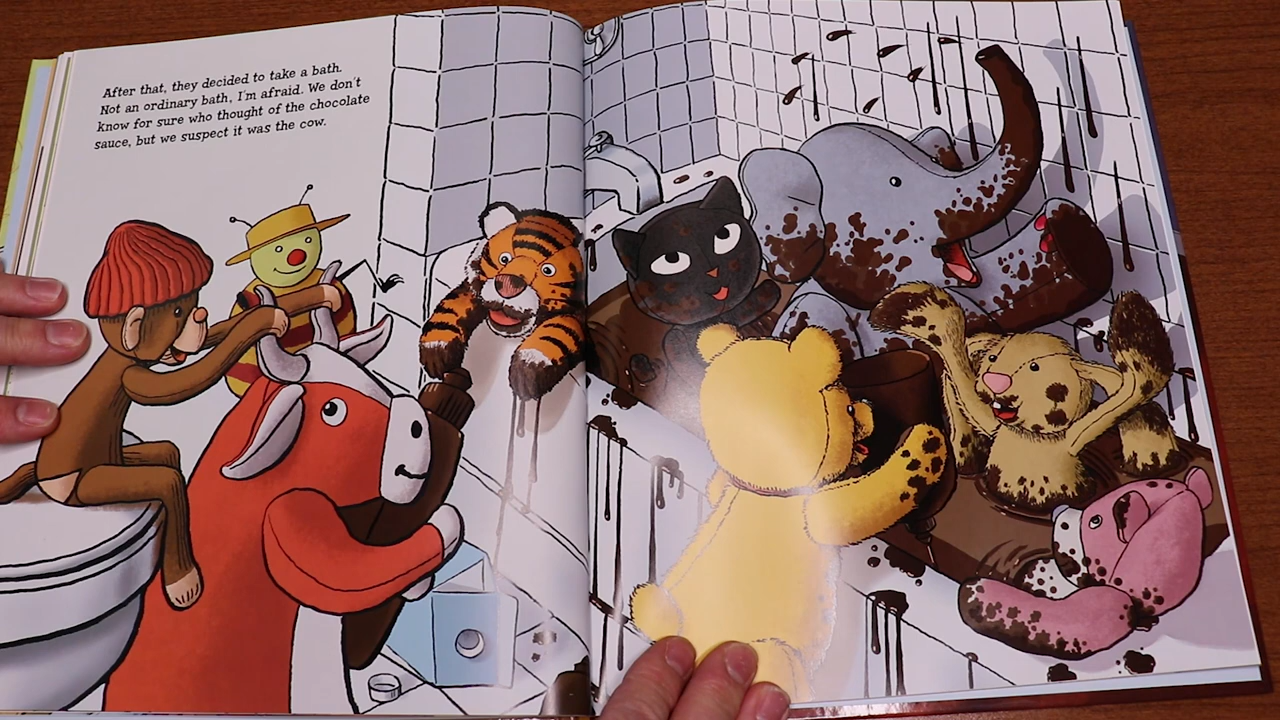 After that, they decided to take a bath.
Not an ordinary bath, I'm afraid. We don't
know for sure who thought of the chocolate
sauce, but we suspect it was the cow.